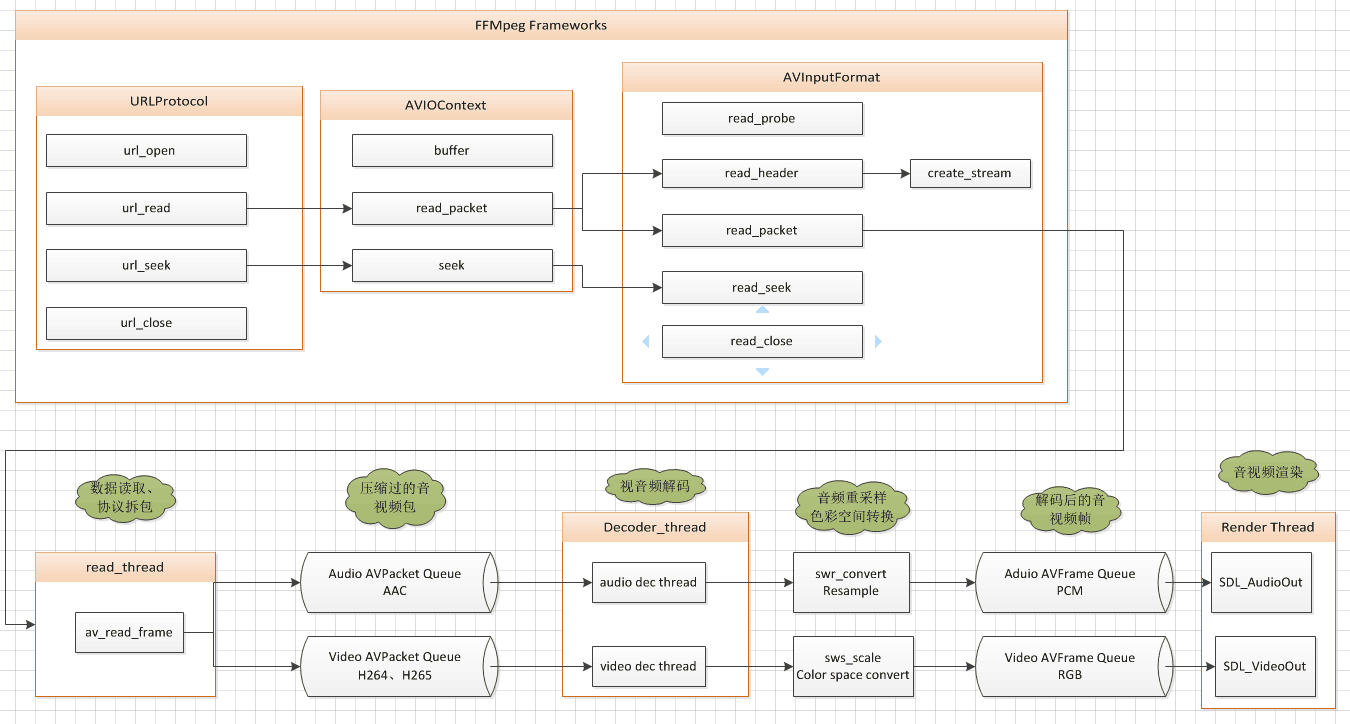 FFMpeg Frameworks
URLProtocol
url_open
url_read
url_seek
url_close
AVIOContext
buffer
read_packet
seek
AVInputFormat
read_probe
read_header
create_stream
read_packet
read_seek
read_close
数据读取、
协议拆包
压缩过的音
视频包
视音频解码
音频重采样
色彩空间转换
解码后的音
视频帧
音视频渲染
read_thread
av_read_frame
Audio AVPacket Queue
AAC
Video AVPacket Queue
H264、H265
Decoder_thread
audio dec thread
video dec thread
swr_convert
Resample
sws_scale
Color space convert
Aduio AVFrame Queue
PCM
Video AVFrame Queue
RGB
Render Thread
SDL_AudioOut
SDL_VideoOut